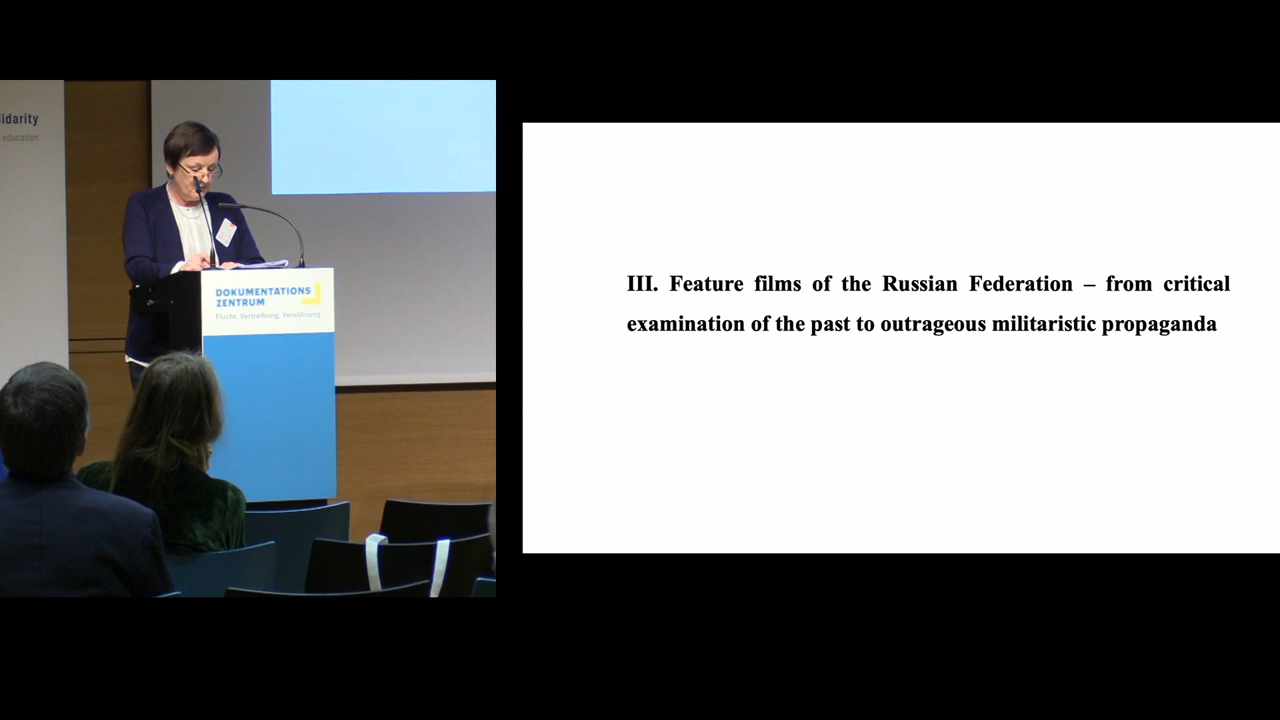 lidarity
education
DOKUMENTATIONS
ZENTRUM
Flucht, Vertreibung, Versöhnung.
III. Feature films of the Russian Federation – from critical
examination of the past to outrageous militaristic propaganda